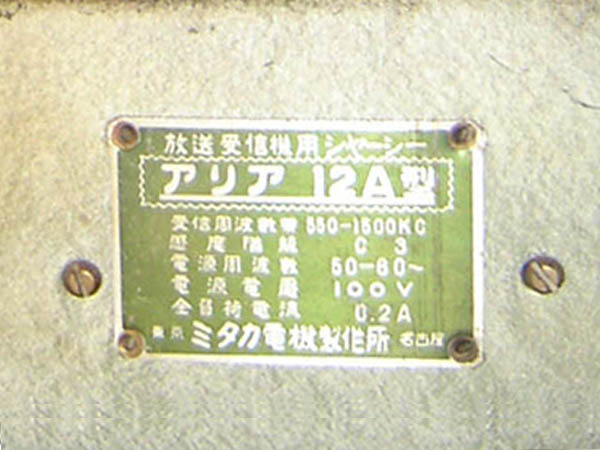 放送受信機用シャーシー
アリア 12A型
受信周波数帯 550-1500KC
感度階級 C 3
電源周波数 50-60~
電源電圧 100V
全負荷電流 0.2A
東京 ミタカ電機製作所 名古屋